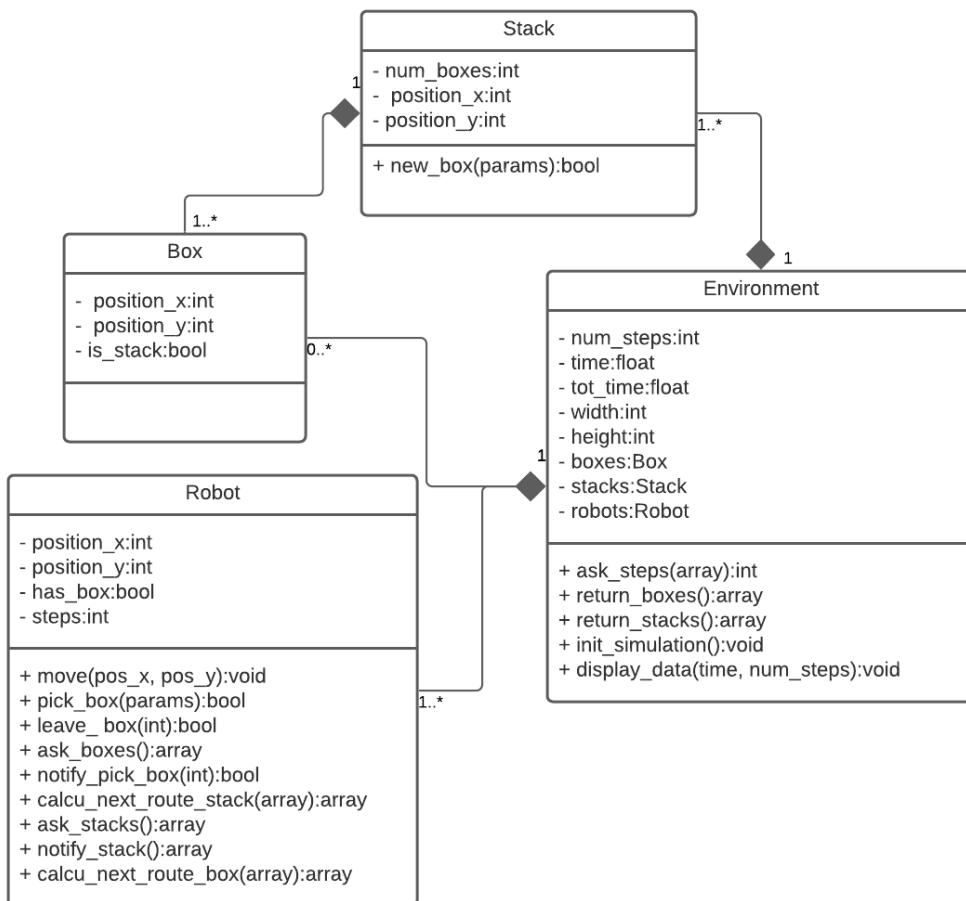 Stack
- num_boxes:int
- position_x:int
- position_y:int
+ new_box(params):bool
1
1..*
1..*
1
Box
- position_x:int
- position_y:int
- is_stack:bool
0..*
Environment
- num_steps:int
- time:float
- tot_time:float
- width:int
- height:int
- boxes:Box
- stacks:Stack
- robots:Robot
+ ask_steps(array):int
+ return_boxes():array
+ return_stacks():array
+ init_simulation():void
+ display_data(time, num_steps):void
1
Robot
- position_x:int
- position_y:int
- has_box:bool
- steps:int
+ move(pos_x, pos_y):void
+ pick_box(params):bool
+ leave_ box(int):bool
+ ask_boxes():array
+ notify_pick_box(int):bool
+ calcu_next_route_stack(array):array
+ ask_stacks():array
+ notify_stack():array
+ calcu_next_route_box(array):array
1..*